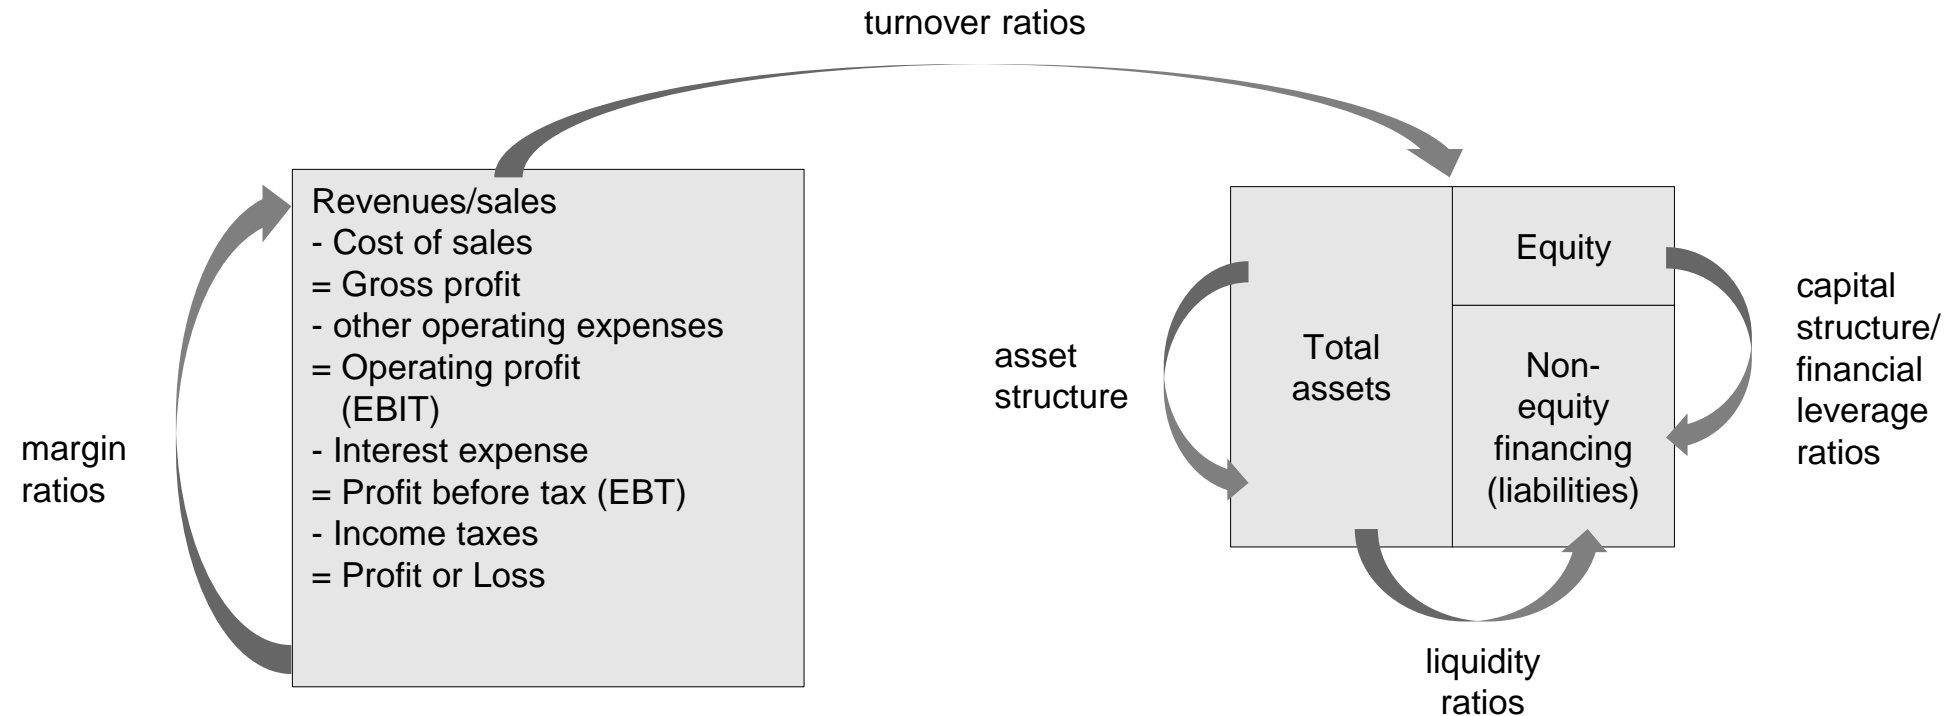 turnover ratios
Revenues/sales
- Cost of sales
= Gross profit
- other operating expenses
= Operating profit
(EBIT)
- Interest expense
= Profit before tax (EBT)
- Income taxes
= Profit or Loss
margin
ratios
asset
structure
Total
assets
Equity
Non-
equity
financing
(liabilities)
capital
structure/
financial
leverage
ratios
liquidity
ratios